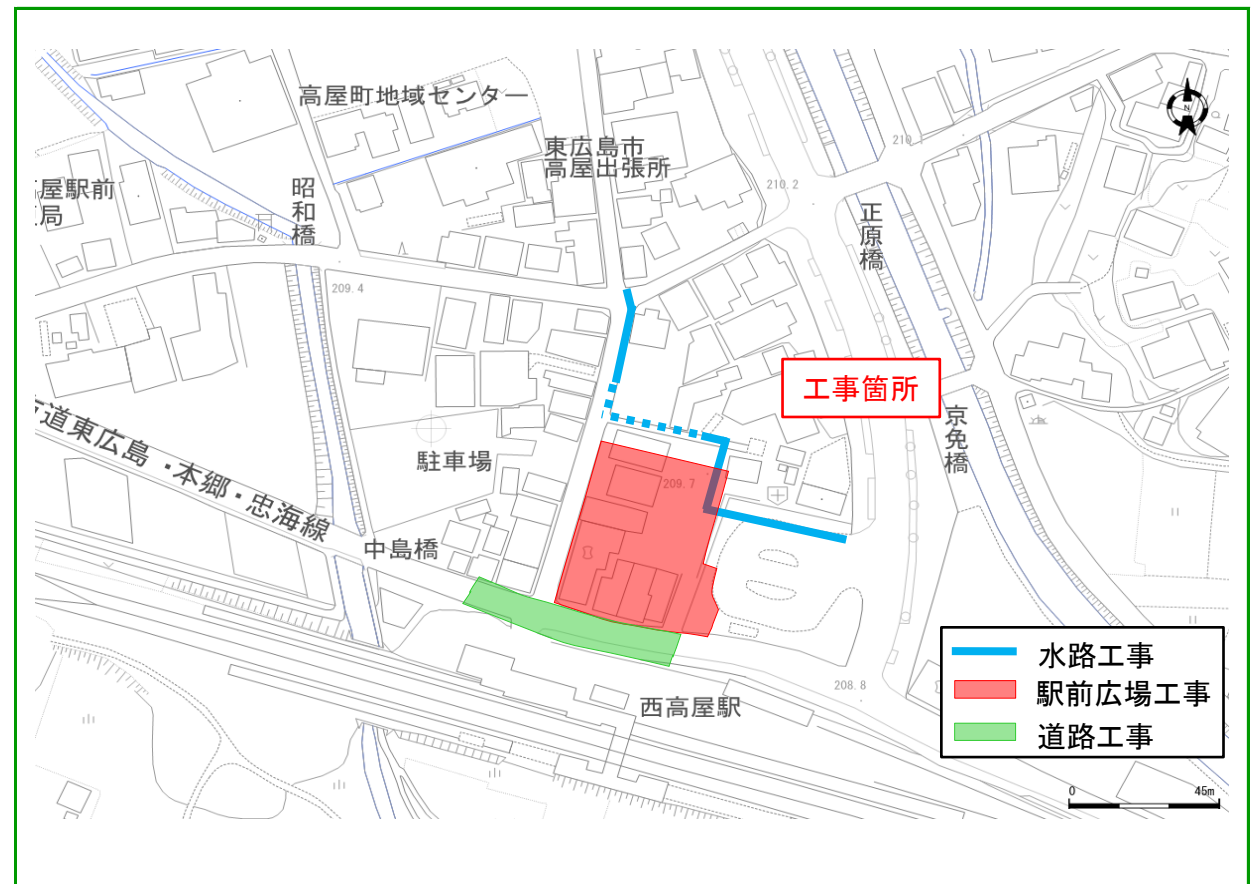 高屋町地域センター
東広島市
高屋出張所
N
210.
210.2
屋駅前
局
昭和橋
正原橋
209.4
工事箇所
道東広島・本郷・忠海線
駐車場
209.7
京免橋
中島橋
西高屋駅
208.8
水路工事
駅前広場工事
道路工事
0
45m